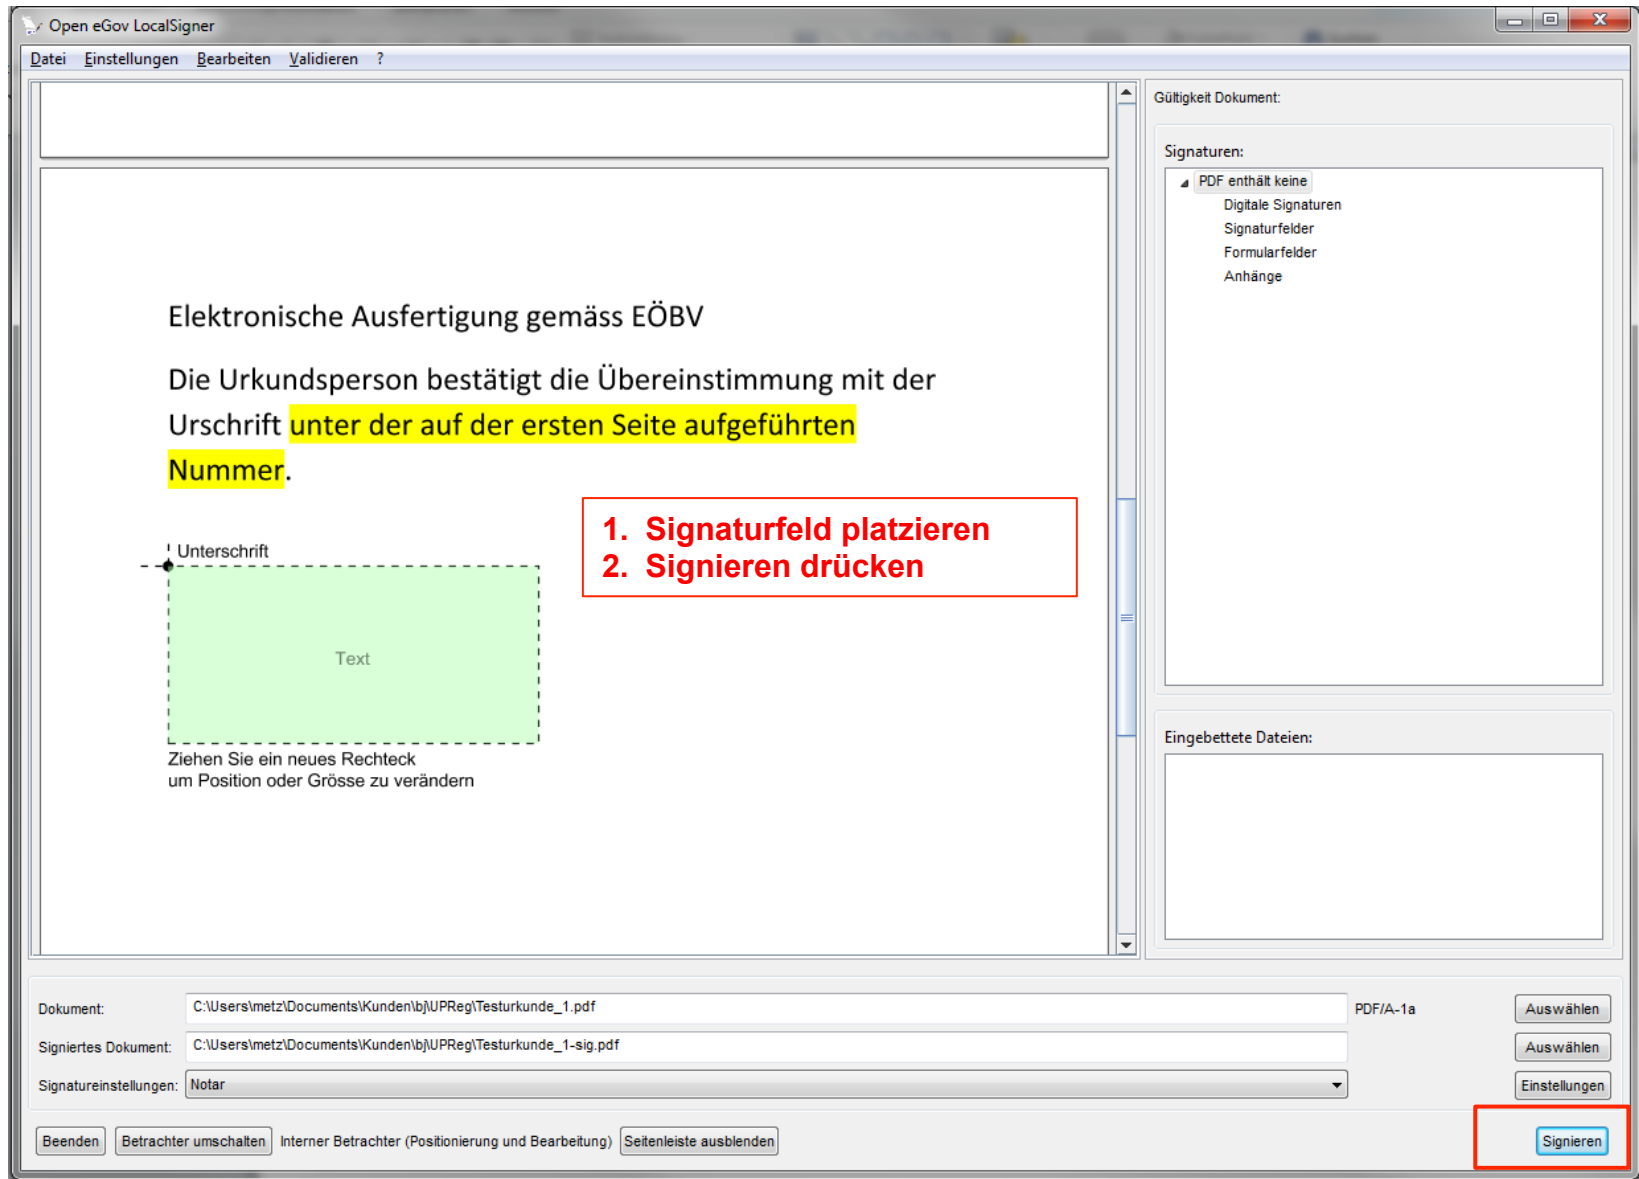 Open eGov LocalSigner
Datei Einstellungen Bearbeiten Validieren ?
Gültigkeit Dokument:
Signaturen:
PDF enthält keine
Digitale Signaturen
Signaturfelder
Formularfelder
Anhänge
Elektronische Ausfertigung gemäss EÖBV
Die Urkundsperson bestätigt die Übereinstimmung mit der
Urschrift unter der auf der ersten Seite aufgeführten
Nummer.
1. Signaturfeld platzieren
2. Signieren drücken
Unterschrift
Text
Ziehen Sie ein neues Rechteck
um Position oder Grösse zu verändern
Eingebettete Dateien:
Dokument: C:\Users\metz\Documents\Kunden\bj\UPReg\Testurkunde_1.pdf PDF/A-1a Auswählen
Signiertes Dokument: C:\Users\metz\Documents\Kunden\bj\UPReg\Testurkunde_1-sig.pdf Auswählen
Signatureinstellungen: Notar Einstellungen
Beenden Betrachter umschalten Interner Betrachter (Positionierung und Bearbeitung) Seitenleiste ausblenden Signieren